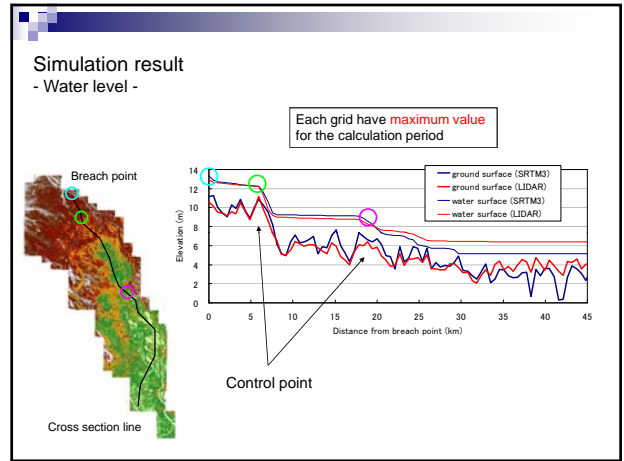 Simulation result
- Water level -
Each grid have maximum value
for the calculation period
Breach point
Cross section line
Elevation (m)
14
12
10
8
6
4
2
0
0 5 10 15 20 25 30 35 40 45
Distance from breach point (km)
ground surface (SRTM3)
ground surface (LIDAR)
water surface (SRTM3)
water surface (LIDAR)
Control point